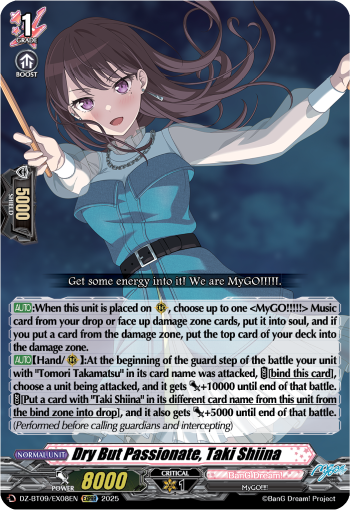 1
GRADE
BOOST
5000
SHIELD
Get some energy into it! We are MyGO!!!!!.
AUTO:When this unit is placed on , choose up to one <MyGO!!!!!> Music
card from your drop or face up damage zone cards, put it into soul, and if
you put a card from the damage zone, put the top card of your deck into
the damage zone.
AUTO[Hand/ ]:At the beginning of the guard step of the battle your unit
with "Tomori Takamatsu" in its card name was attacked, [bind this card],
choose a unit being attacked, and it gets +10000 until end of that battle.
[Put a card with "Taki Shiina" in its different card name from this unit from
the bind zone into drop], and it also gets +5000 until end of that battle.
(Performed before calling guardians and intercepting)
NORMAL UNIT
Dry But Passionate, Taki Shiina
POWER
8000
CRITICAL
1
BanG Dream!
MyGO!!!!!
DZ-BT09/EX08EN 2025
©BanG Dream! Project